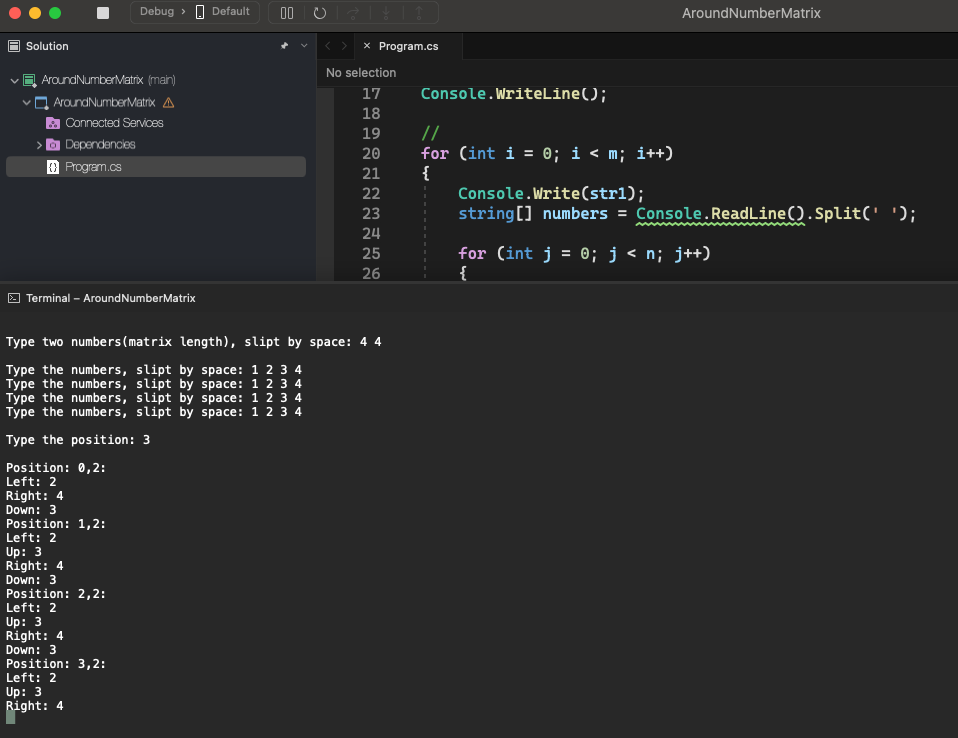 Debug › Default
AroundNumberMatrix
Solution
Program.cs
No selection
AroundNumberMatrix (main)
AroundNumberMatrix
Connected Services
Dependencies
{} Program.cs
17 Console.WriteLine();
18
19 //
20 for (int i = 0; i < m; i++)
21 {
22 Console.Write(str1);
23 string[] numbers = Console.ReadLine().Split(' ');
24
25 for (int j = 0; j < n; j++)
26 {
Terminal – AroundNumberMatrix
Type two numbers(matrix length), slipt by space: 4 4
Type the numbers, slipt by space: 1 2 3 4
Type the numbers, slipt by space: 1 2 3 4
Type the numbers, slipt by space: 1 2 3 4
Type the numbers, slipt by space: 1 2 3 4
Type the position: 3
Position: 0,2:
Left: 2
Right: 4
Down: 3
Position: 1,2:
Left: 2
Up: 3
Right: 4
Down: 3
Position: 2,2:
Left: 2
Up: 3
Right: 4
Down: 3
Position: 3,2:
Left: 2
Up: 3
Right: 4